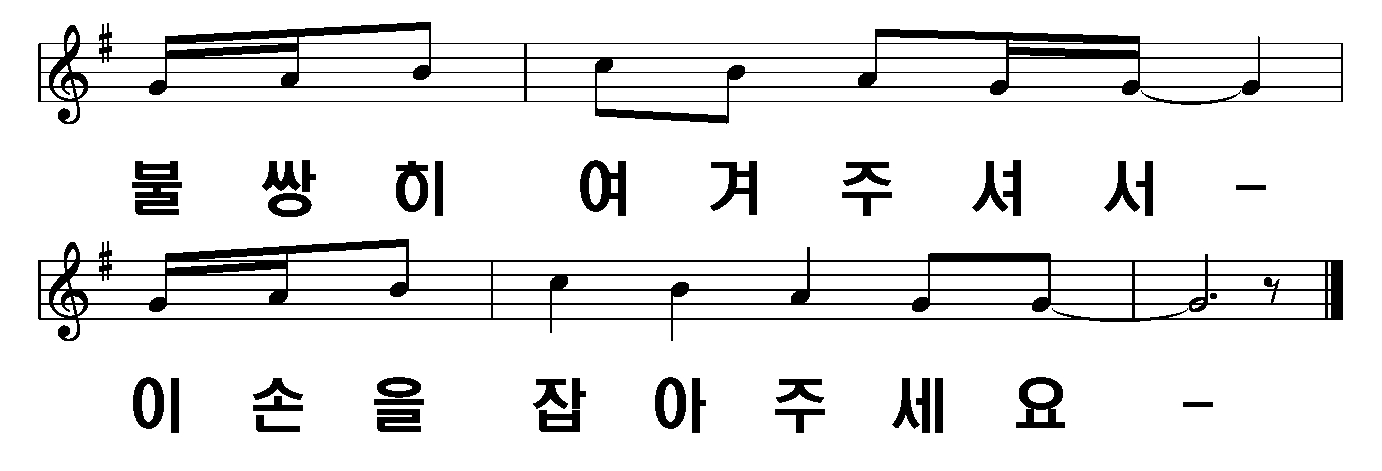 불 쌍 히 여 겨 주 셔 서 -
이 손 을 잡 아 주 세 요 -